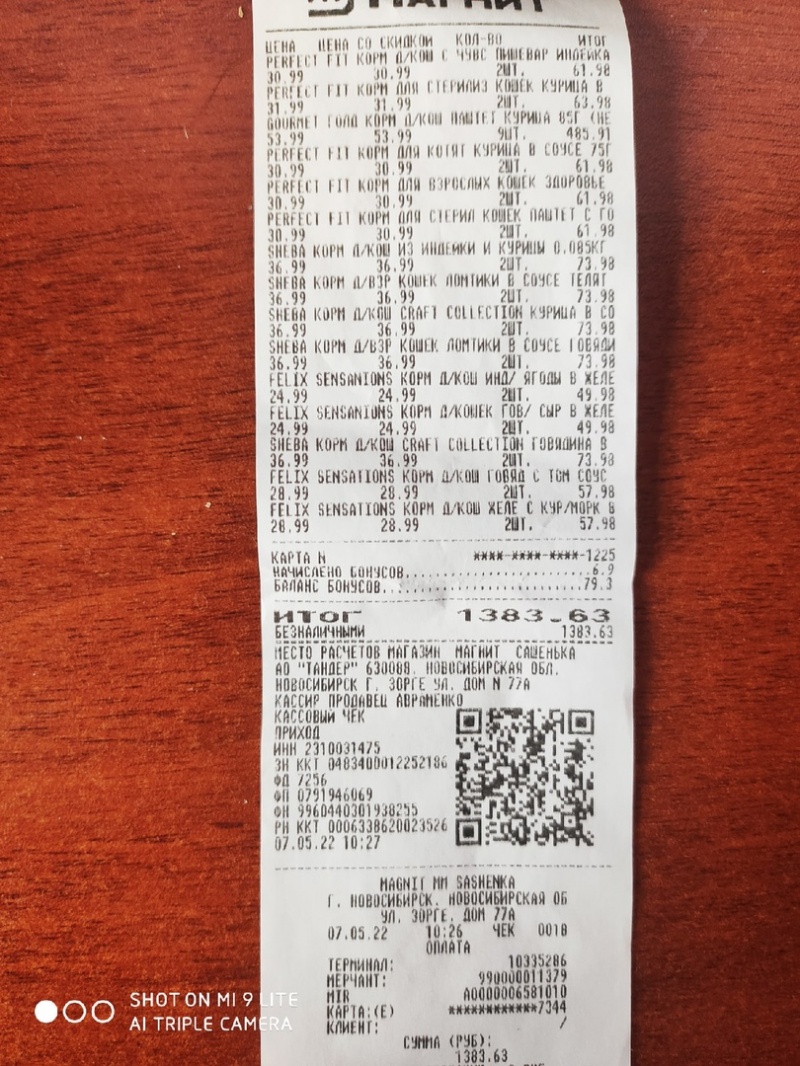 МАГНИТ
ЦЕНА ЦЕНА СО СКИДКОЙ КОЛ-ВО ИТОГ
PERFECT FIT КОРМ Д/КОШ С ЧУВС ПИЩЕВАР ИНДЕЙКА
30.99 30.99 2ШТ. 61.98
PERFECT FIT КОРМ ДЛЯ СТЕРИЛИЗ КОШЕК КУРИЦА В
31.99 31.99 2ШТ. 63.98
GOURMET ГОЛД КОРМ Д/КОШ ПАШТЕТ КУРИЦА 85Г (НЕ
53.99 53.99 9ШТ. 485.91
PERFECT FIT КОРМ ДЛЯ КОТЯТ КУРИЦА В СОУСЕ 75Г
30.99 30.99 2ШТ. 61.98
PERFECT FIT КОРМ ДЛЯ ВЗРОСЛЫХ КОШЕК ЗДОРОВЬЕ
30.99 30.99 2ШТ. 61.98
PERFECT FIT КОРМ ДЛЯ СТЕРИЛ КОШЕК ПАШТЕТ С ГО
30.99 30.99 2ШТ. 61.98
SHEBA КОРМ Д/КОШ ИЗ ИНДЕЙКИ И КУРИЦЫ 0.085КГ
36.99 36.99 2ШТ. 73.98
SHEBA КОРМ Д/ВЗР КОШЕК ЛОМТИКИ В СОУСЕ ТЕЛЯТ
36.99 36.99 2ШТ. 73.98
SHEBA КОРМ Д/КОШ CRAFT COLLECTION КУРИЦА В СО
36.99 36.99 2ШТ. 73.98
SHEBA КОРМ Д/ВЗР КОШЕК ЛОМТИКИ В СОУСЕ ГОВЯДИ
36.99 36.99 2ШТ. 73.98
FELIX SENSANIONS КОРМ Д/КОШ ИНД/ ЯГОДЫ В ЖЕЛЕ
24.99 24.99 2ШТ. 49.98
FELIX SENSANIONS КОРМ Д/КОШЕК ГОВ/ СЫР В ЖЕЛЕ
24.99 24.99 2ШТ. 49.98
SHEBA КОРМ Д/КОШ CRAFT COLLECTION ГОВЯДИНА В
36.99 36.99 2ШТ. 73.98
FELIX SENSATIONS КОРМ Д/КОШ ГОВЯД С ТОМ СОУС
28.99 28.99 2ШТ. 57.98
FELIX SENSATIONS КОРМ Д/КОШ ЖЕЛЕ С КУР/МОРК В
28.99 28.99 2ШТ. 57.98
КАРТА N ****-****-****-1225
НАЧИСЛЕНО БОНУСОВ......................6.9
БАЛАНС БОНУСОВ.........................79.3
ИТОГ 1383.63
БЕЗНАЛИЧНЫМИ 1383.63
МЕСТО РАСЧЕТОВ МАГАЗИН МАГНИТ САШЕНЬКА
АО "ТАНДЕР" 630088, НОВОСИБИРСКАЯ ОБЛ,
НОВОСИБИРСК Г, ЗОРГЕ УЛ, ДОМ N 77А
КАССИР ПРОДАВЕЦ АВРАМЕНКО
КАССОВЫЙ ЧЕК
ПРИХОД
ИНН 2310031475
ЗН ККТ 0483400012252186
ФД 7256
ФП 0791946069
ФН 9960440301938255
РН ККТ 0006338620023526
07.05.22 10:27
MAGNIT MM SASHENKA
Г. НОВОСИБИРСК, НОВОСИБИРСКАЯ ОБ
УЛ. ЗОРГЕ, ДОМ 77А
07.05.22 10:26 ЧЕК 0018
ОПЛАТА
ТЕРМИНАЛ: 10335286
МЕРЧАНТ: 990000011379
MIR A0000006581010
КАРТА:(E) ************7344
КЛИЕНТ: /
СУММА (РУБ):
1383.63
SHOT ON MI 9 LITE
AI TRIPLE CAMERA